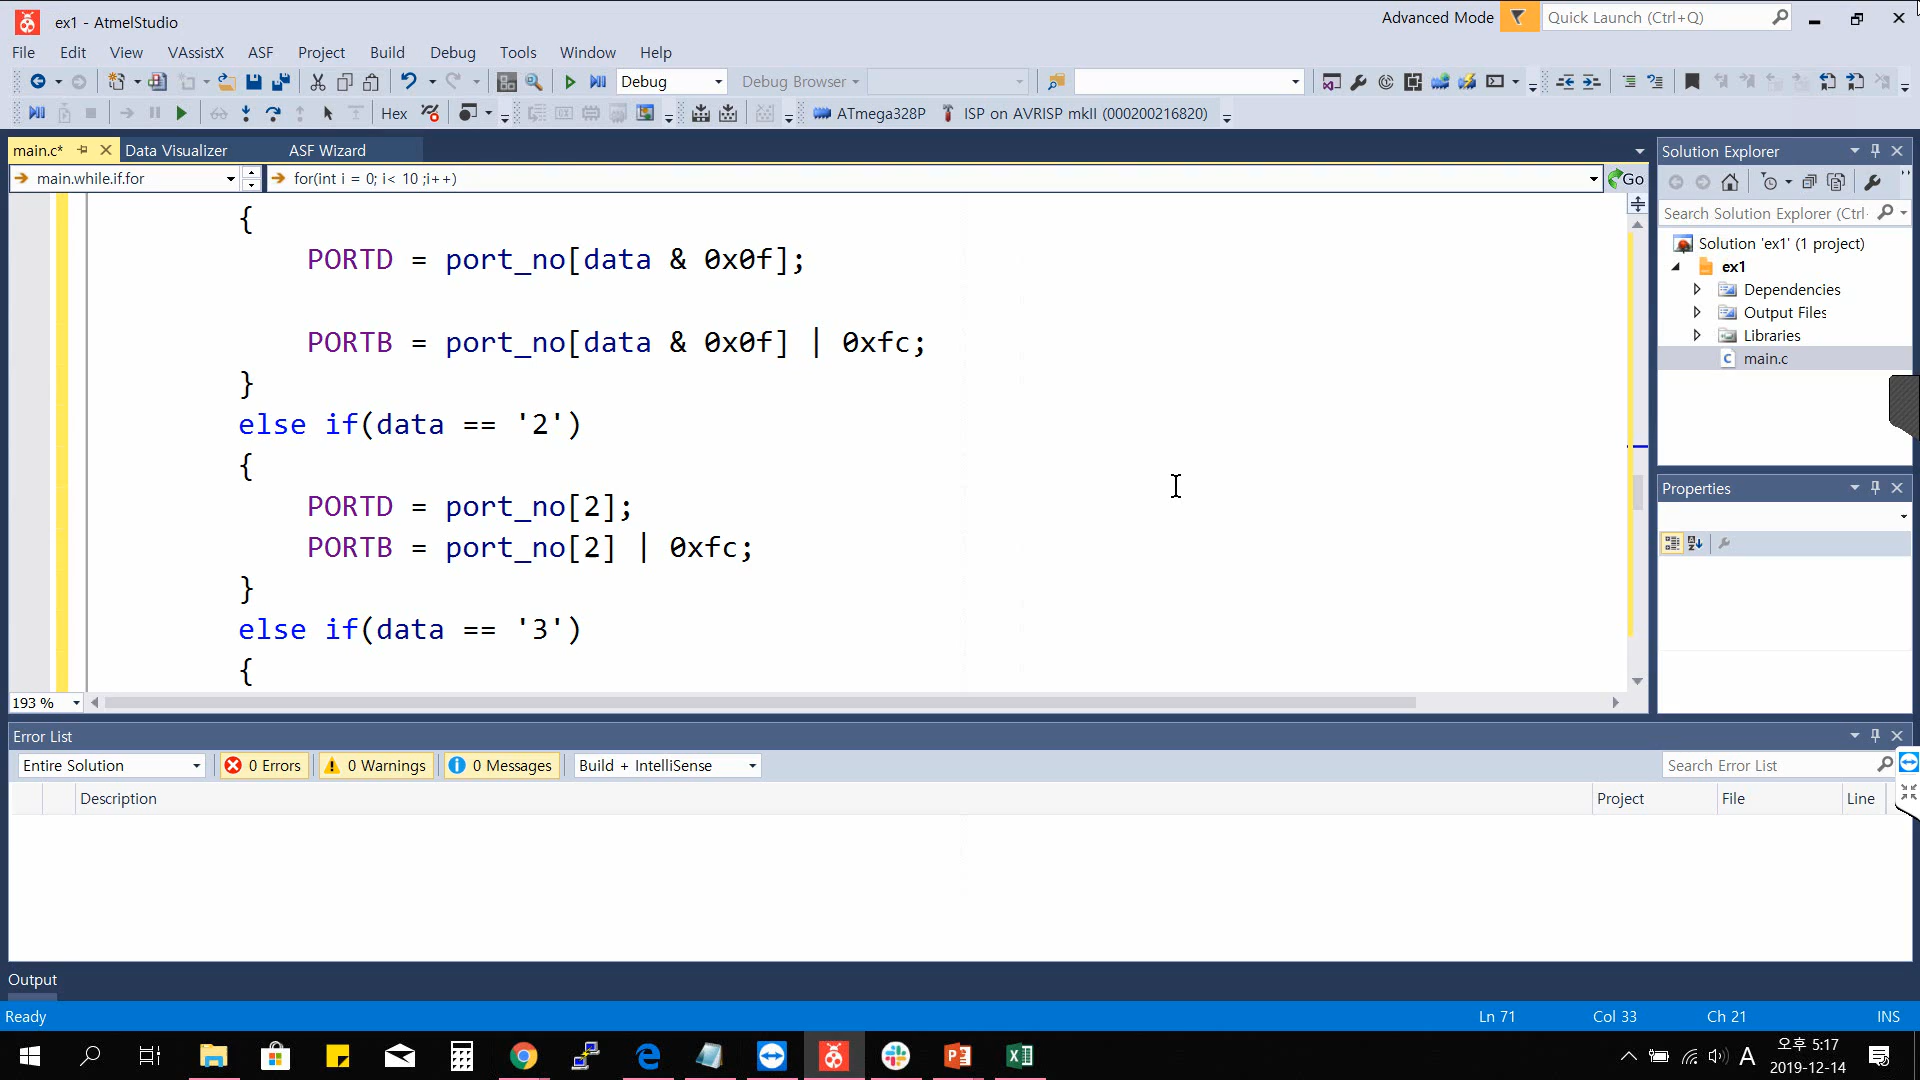 ex1 - AtmelStudio
Advanced Mode
Quick Launch (Ctrl+Q)
File Edit View VAssistX ASF Project Build Debug Tools Window Help
Debug
Debug Browser
Hex
ATmega328P
ISP on AVRISP mkII (000200216820)
main.c*
Data Visualizer
ASF Wizard
main.while.if.for
for(int i = 0; i< 10 ;i++)
Go
{
PORTD = port_no[data & 0x0f];
PORTB = port_no[data & 0x0f] | 0xfc;
}
else if(data == '2')
{
PORTD = port_no[2];
PORTB = port_no[2] | 0xfc;
}
else if(data == '3')
{
193 %
Solution Explorer
Search Solution Explorer (Ctrl
Solution 'ex1' (1 project)
ex1
Dependencies
Output Files
Libraries
main.c
Properties
Error List
Entire Solution
0 Errors
0 Warnings
0 Messages
Build + IntelliSense
Search Error List
Description
Project
File
Line
Output
Ready
Ln 71
Col 33
Ch 21
INS
A
오후 5:17
2019-12-14